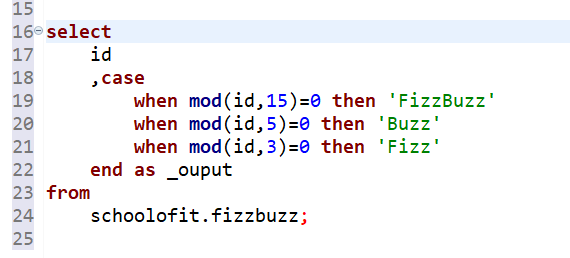 15
16 select
17 id
18 ,case
19 when mod(id,15)=0 then 'FizzBuzz'
20 when mod(id,5)=0 then 'Buzz'
21 when mod(id,3)=0 then 'Fizz'
22 end as _ouput
23 from
24 schoolofit.fizzbuzz;
25